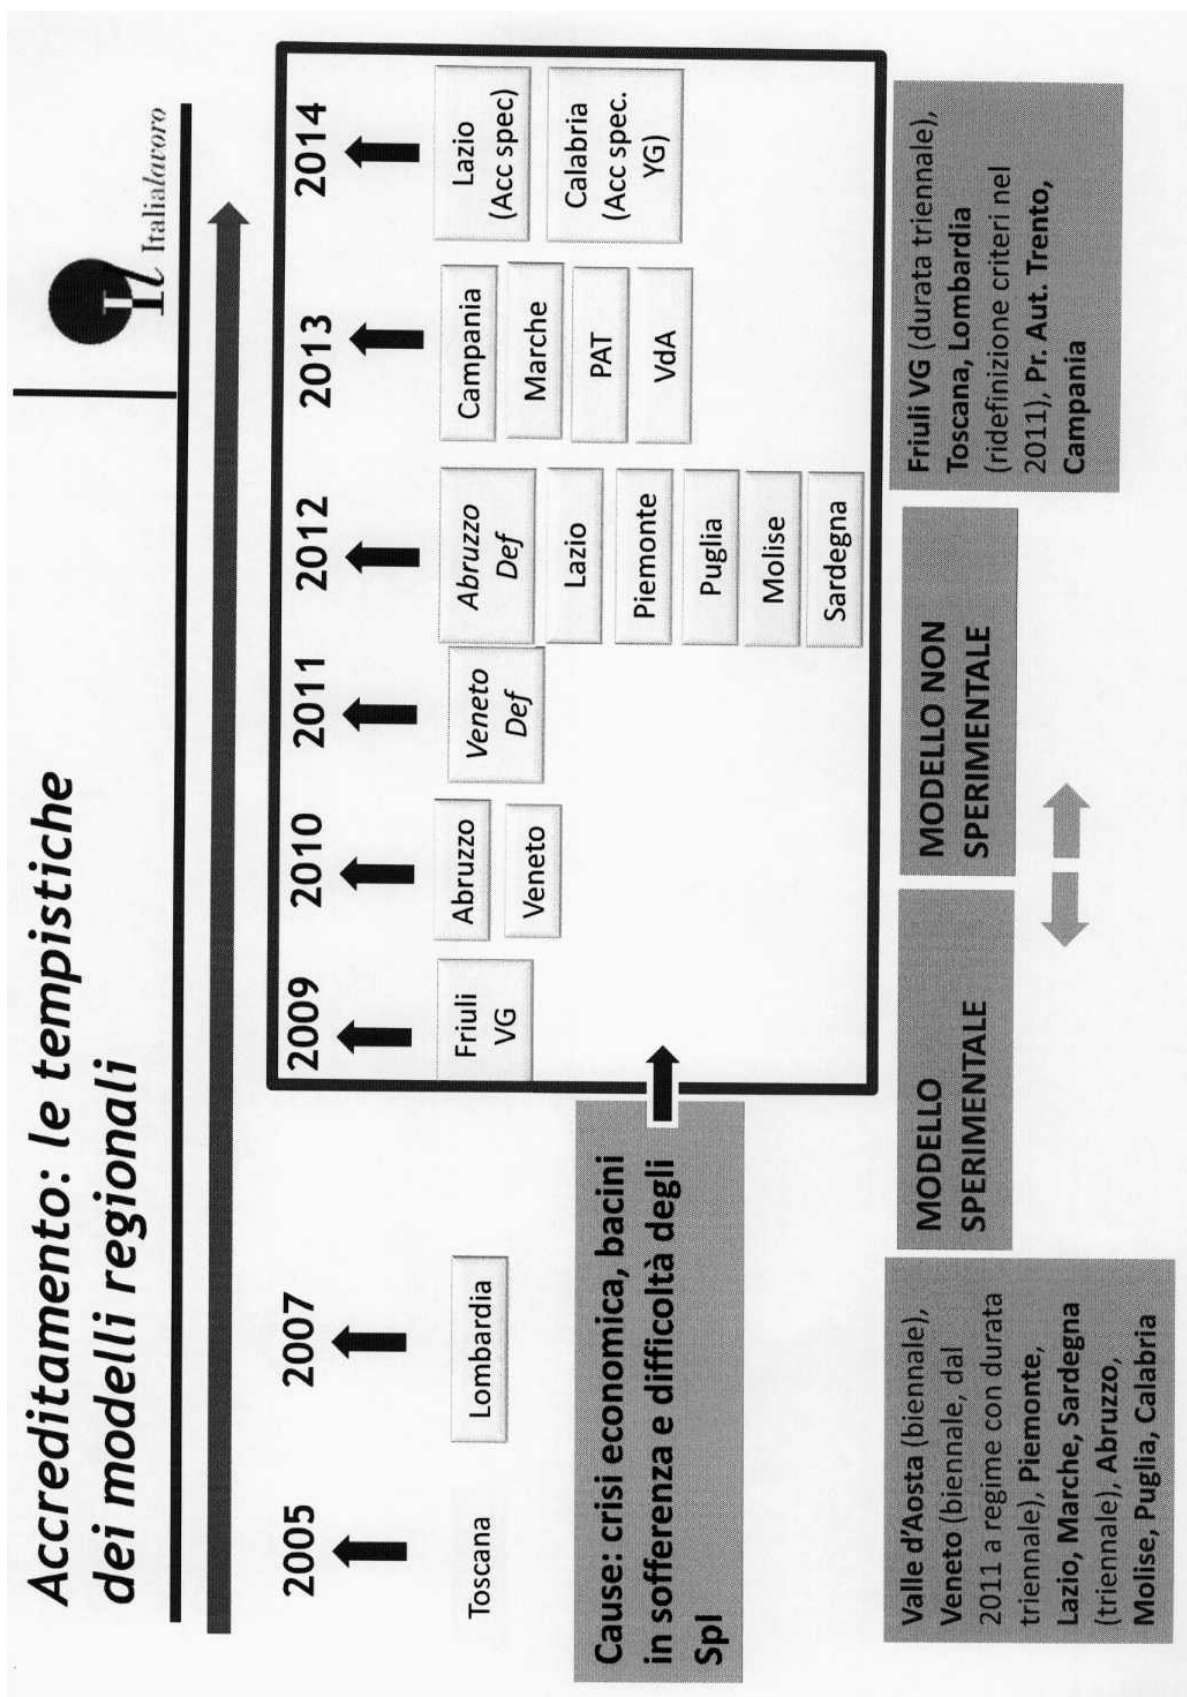 Accreditamento: le tempistiche
dei modelli regionali
Il Italialavoro
2005
2007
2009
2010
2011
2012
2013
2014
Toscana
Lombardia
Friuli
VG
Abruzzo
Veneto
Veneto
Def
Abruzzo
Def
Lazio
Piemonte
Puglia
Molise
Sardegna
Campania
Marche
PAT
VdA
Lazio
(Acc spec)
Calabria
(Acc spec.
YG)
Cause: crisi economica, bacini
in sofferenza e difficoltà degli
Spl
Valle d'Aosta (biennale),
Veneto (biennale, dal
2011 a regime con durata
triennale), Piemonte,
Lazio, Marche, Sardegna
(triennale), Abruzzo,
Molise, Puglia, Calabria
MODELLO
SPERIMENTALE
MODELLO NON
SPERIMENTALE
Friuli VG (durata triennale),
Toscana, Lombardia
(ridefinizione criteri nel
2011), Pr. Aut. Trento,
Campania